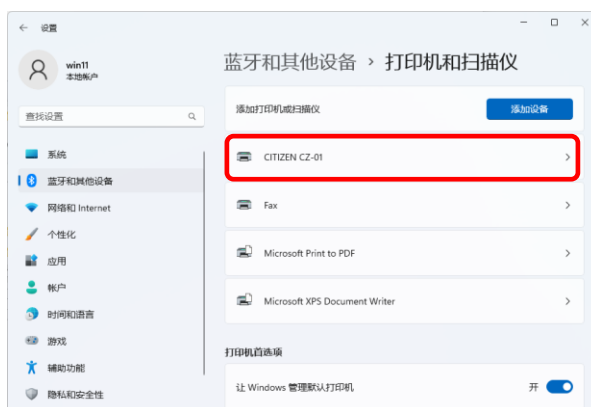 设置
win11
本地帐户
查找设置
系统
蓝牙和其他设备
网络和 Internet
个性化
应用
帐户
时间和语言
游戏
辅助功能
隐私和安全性
蓝牙和其他设备 › 打印机和扫描仪
添加打印机或扫描仪
添加设备
CITIZEN CZ-01
Fax
Microsoft Print to PDF
Microsoft XPS Document Writer
打印机首选项
让 Windows 管理默认打印机
开